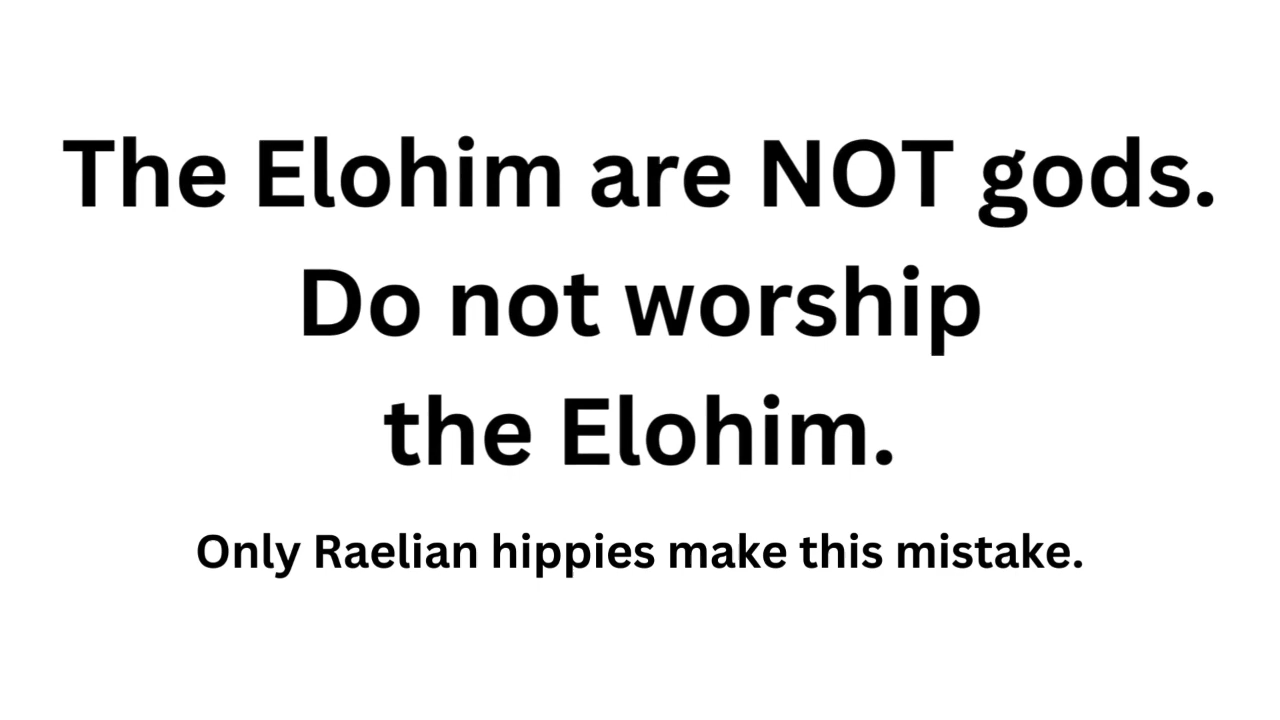 The Elohim are NOT gods.
Do not worship
the Elohim.
Only Raelian hippies make this mistake.